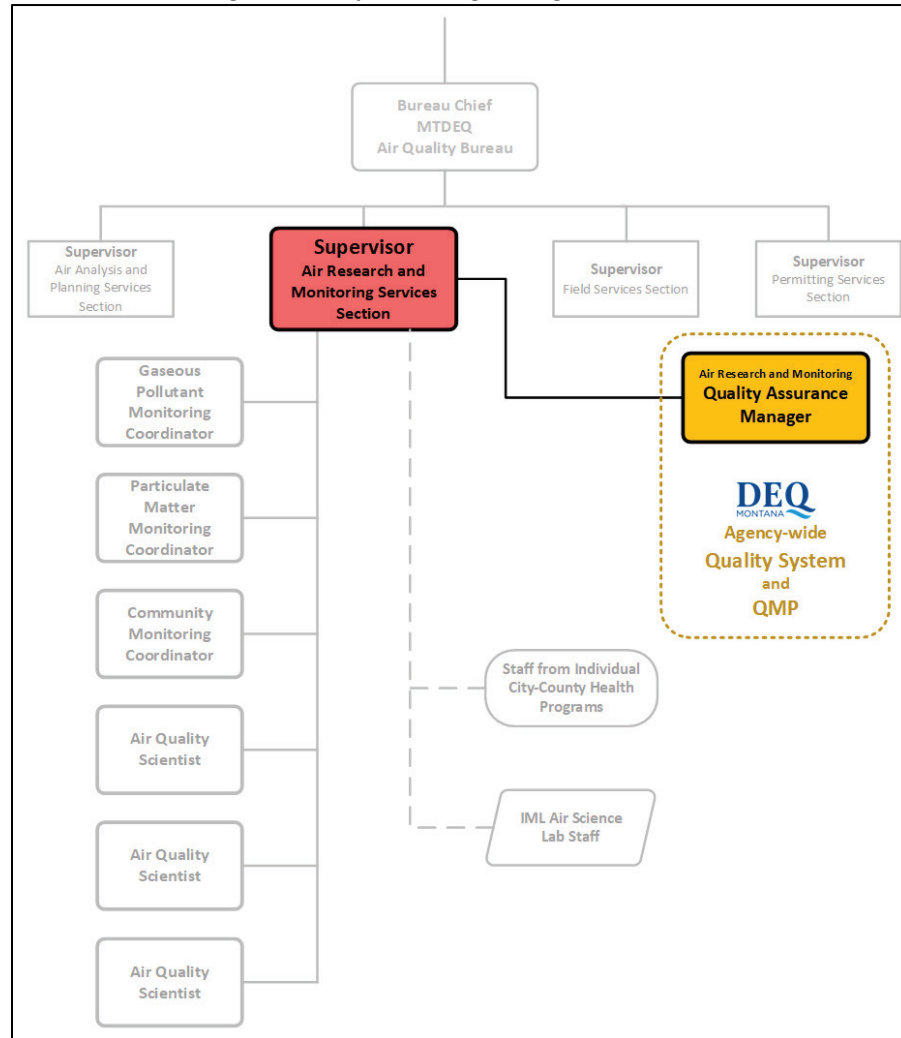 Bureau Chief
MTDEQ
Air Quality Bureau
Supervisor
Air Analysis and
Planning Services
Section
Supervisor
Air Research and
Monitoring Services
Section
Supervisor
Field Services Section
Supervisor
Permitting Services
Section
Gaseous
Pollutant
Monitoring
Coordinator
Air Research and Monitoring
Quality Assurance
Manager
Particulate
Matter
Monitoring
Coordinator
DEQ
MONTANA
Agency-wide
Quality System
and
QMP
Community
Monitoring
Coordinator
Staff from Individual
City-County Health
Programs
Air Quality
Scientist
IML Air Science
Lab Staff
Air Quality
Scientist
Air Quality
Scientist